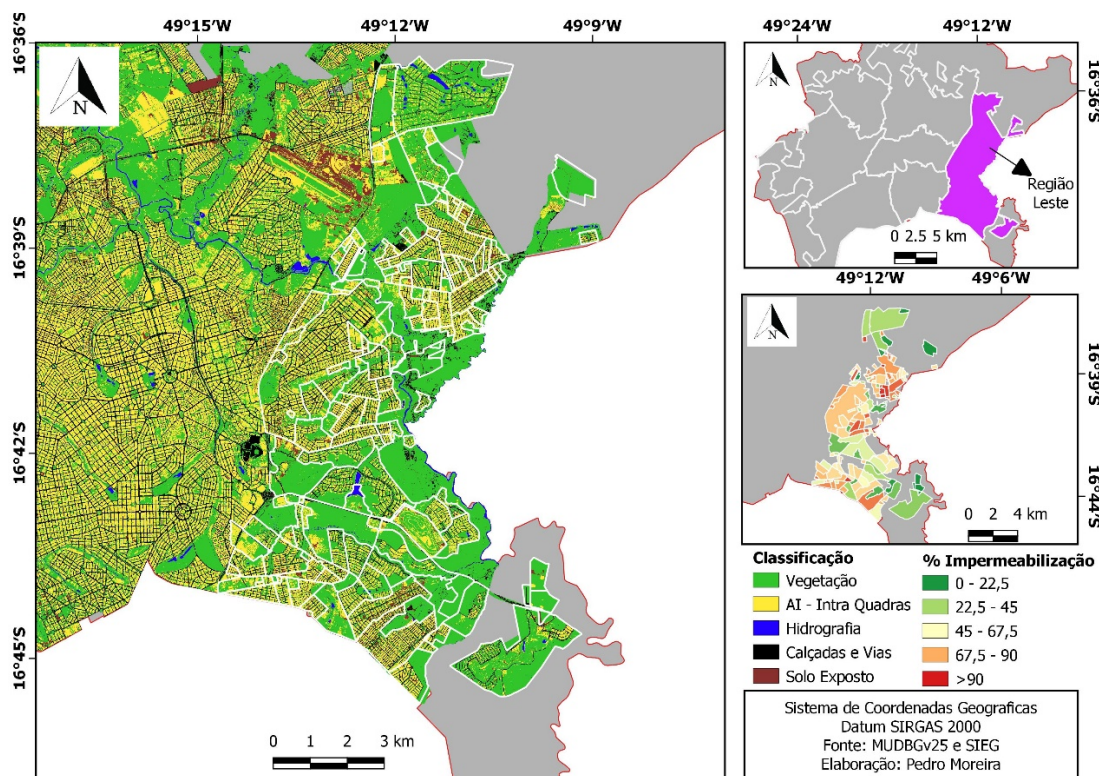 49°15'W 49°12'W 49°9'W
16°36'S
16°39'S
16°42'S
16°45'S
N
0 1 2 3 km
49°24'W 49°12'W
16°36'S
N
Região
Leste
0 2.5 5 km
49°12'W 49°6'W
16°39'S
16°44'S
N
0 2 4 km
Classificação
Vegetação
AI - Intra Quadras
Hidrografia
Calçadas e Vias
Solo Exposto
% Impermeabilização
0 - 22,5
22,5 - 45
45 - 67,5
67,5 - 90
>90
Sistema de Coordenadas Geograficas
Datum SIRGAS 2000
Fonte: MUDBGv25 e SIEG
Elaboração: Pedro Moreira